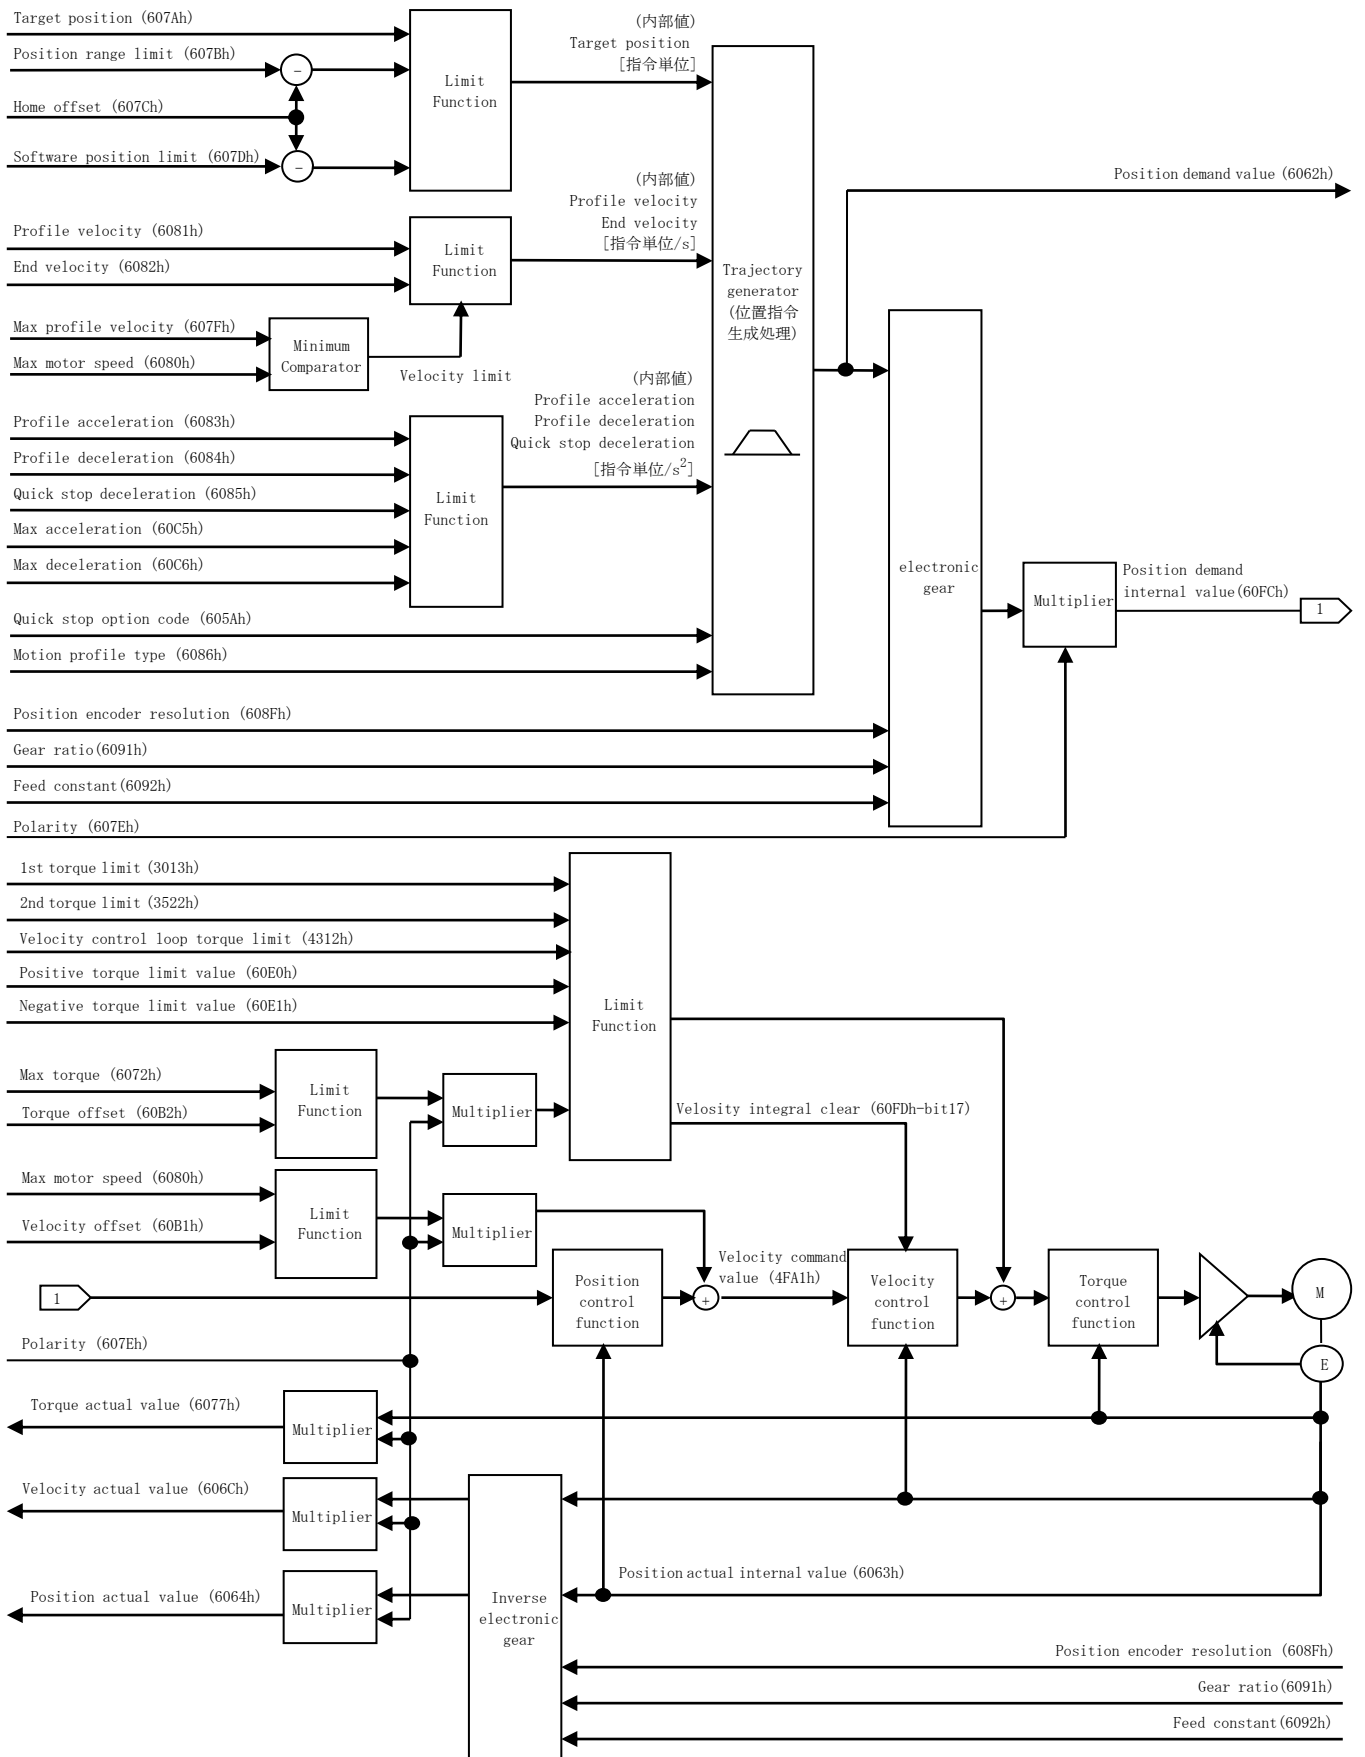 Target position (607Ah)
Position range limit (607Bh)
-
Home offset (607Ch)
Software position limit (607Dh)
-
Limit
Function
(内部値)
Target position
[指令単位]
Position demand value (6062h)
Profile velocity (6081h)
End velocity (6082h)
Limit
Function
(内部値)
Profile velocity
End velocity
[指令単位/s]
Max profile velocity (607Fh)
Max motor speed (6080h)
Minimum
Comparator
Velocity limit
Trajectory
generator
(位置指令
生成処理)
Profile acceleration (6083h)
Profile deceleration (6084h)
Quick stop deceleration (6085h)
Max acceleration (60C5h)
Max deceleration (60C6h)
Limit
Function
(内部値)
Profile acceleration
Profile deceleration
Quick stop deceleration
[指令単位/s²]
Quick stop option code (605Ah)
Motion profile type (6086h)
electronic
gear
Multiplier
Position demand
internal value(60FCh)
1
Position encoder resolution (608Fh)
Gear ratio(6091h)
Feed constant(6092h)
Polarity (607Eh)
1st torque limit (3013h)
2nd torque limit (3522h)
Velocity control loop torque limit (4312h)
Positive torque limit value (60E0h)
Negative torque limit value (60E1h)
Limit
Function
Max torque (6072h)
Torque offset (60B2h)
Limit
Function
Multiplier
Velosity integral clear (60FDh-bit17)
Max motor speed (6080h)
Velocity offset (60B1h)
Limit
Function
Multiplier
1
Position
control
function
+
Velocity command
value (4FA1h)
Velocity
control
function
+
Torque
control
function
M
E
Polarity (607Eh)
Torque actual value (6077h)
Multiplier
Velocity actual value (606Ch)
Multiplier
Position actual value (6064h)
Multiplier
Inverse
electronic
gear
Position actual internal value (6063h)
Position encoder resolution (608Fh)
Gear ratio(6091h)
Feed constant(6092h)